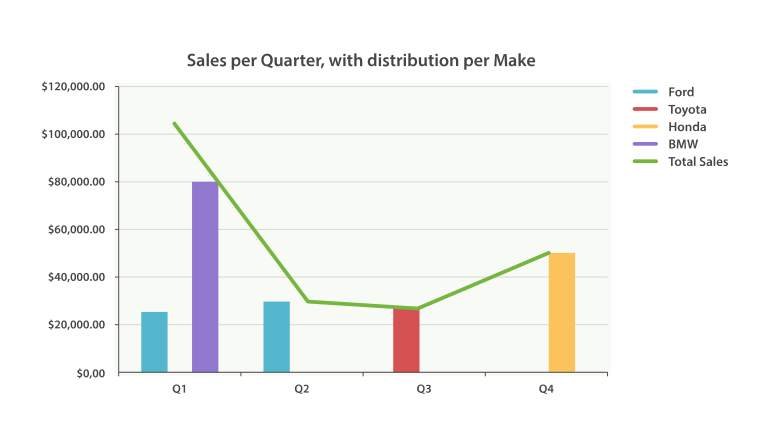 Sales per Quarter, with distribution per Make
$120,000.00
$100,000.00
$80,000.00
$60,000.00
$40,000.00
$20,000.00
$0,00
Q1 Q2 Q3 Q4
Ford
Toyota
Honda
BMW
Total Sales